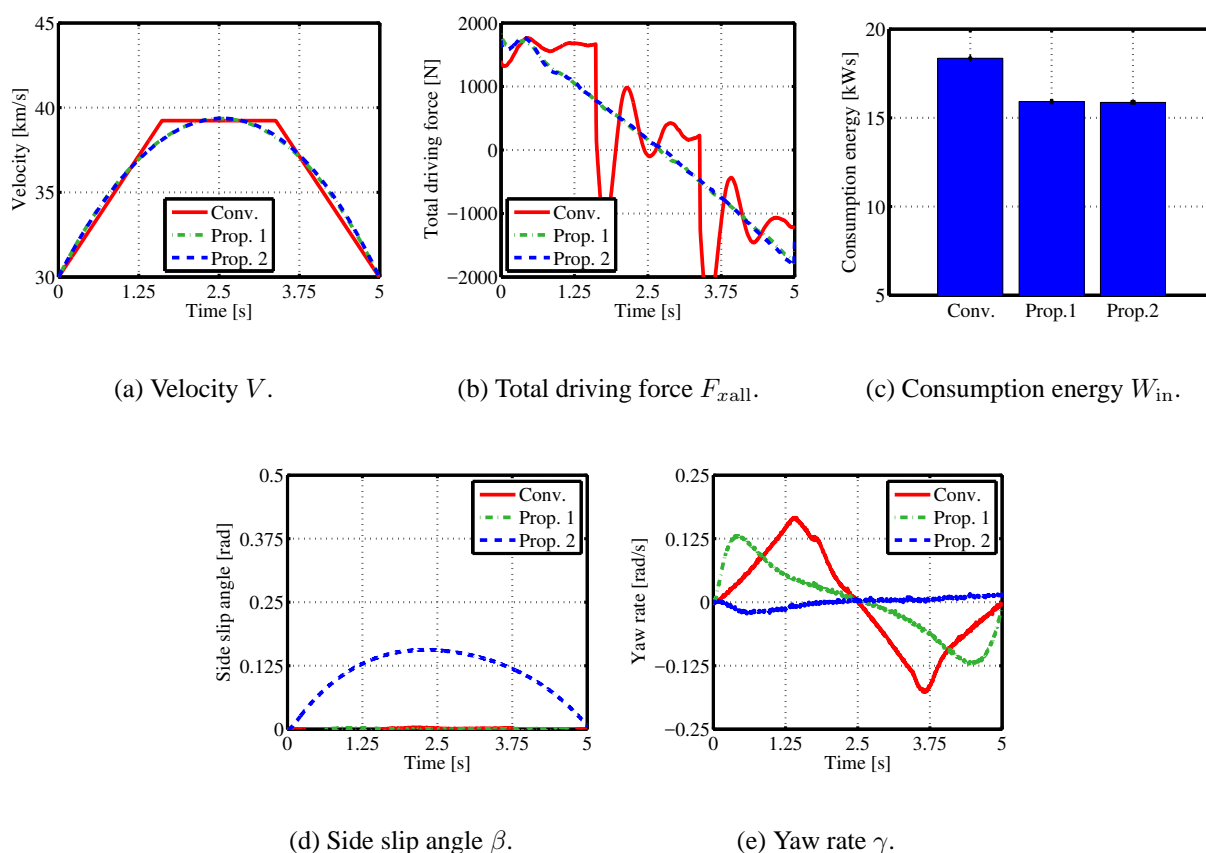 45
40
35
30
Velocity [km/s]
Conv.
Prop. 1
Prop. 2
0 1.25 2.5 3.75 5
Time [s]
(a) Velocity V.
2000
1000
0
−1000
−2000
Total driving force [N]
Conv.
Prop. 1
Prop. 2
0 1.25 2.5 3.75 5
Time [s]
(b) Total driving force Fxall.
20
15
10
5
Consumption energy [kWs]
Conv. Prop.1 Prop.2
(c) Consumption energy Win.
0.5
0.375
0.25
0.125
0
Side slip angle [rad]
Conv.
Prop. 1
Prop. 2
0 1.25 2.5 3.75 5
Time [s]
(d) Side slip angle β.
0.25
0.125
0
−0.125
−0.25
Yaw rate [rad/s]
Conv.
Prop. 1
Prop. 2
0 1.25 2.5 3.75 5
Time [s]
(e) Yaw rate γ.